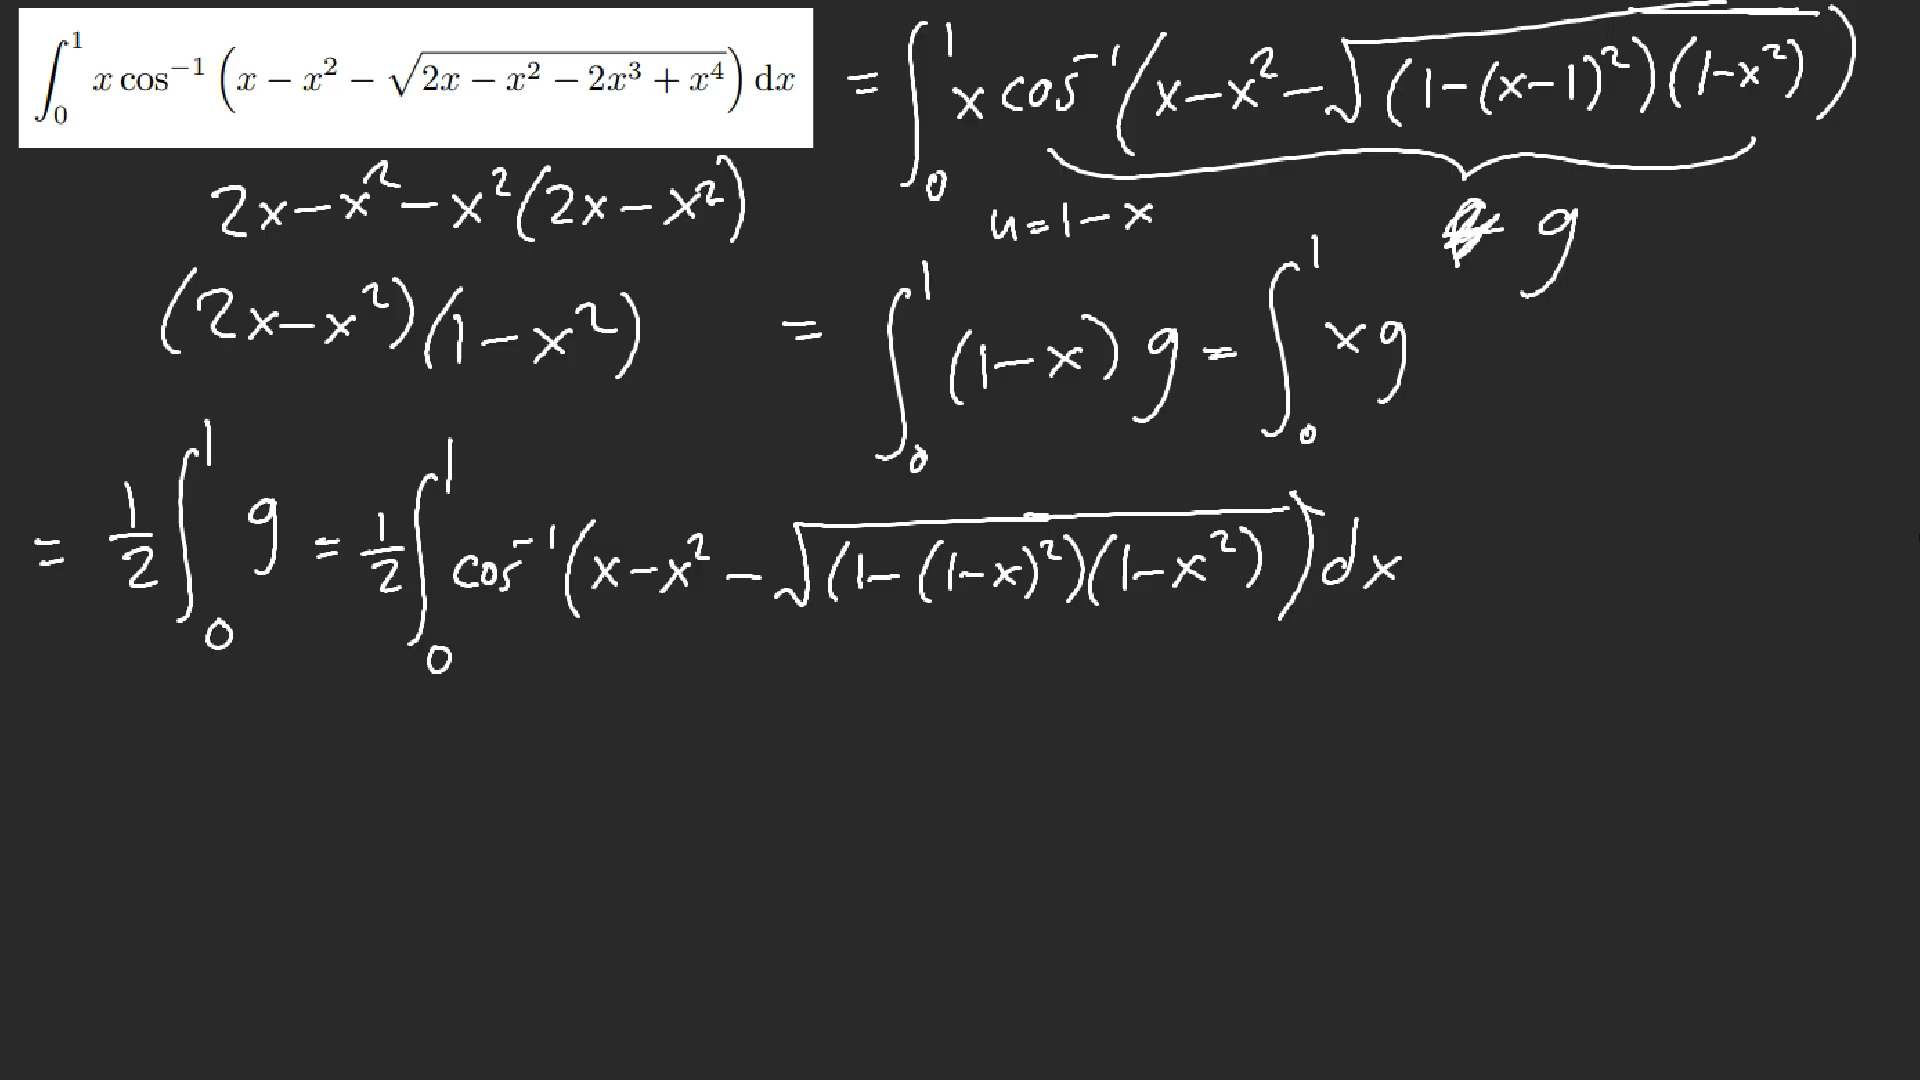 ∫₀¹ x cos⁻¹ (x − x² − √(2x − x² − 2x³ + x⁴)) dx = ∫₀¹ x cos⁻¹ (x − x² − √((1 − (x − 1)²)(1 − x²)))
2x − x² − x²(2x − x²)
u = 1 − x
g
(2x − x²)(1 − x²) = ∫₀¹ (1 − x) g = ∫₀¹ x g
= 1/2 ∫₀¹ g = 1/2 ∫₀¹ cos⁻¹ (x − x² − √((1 − (1 − x)²)(1 − x²))) dx